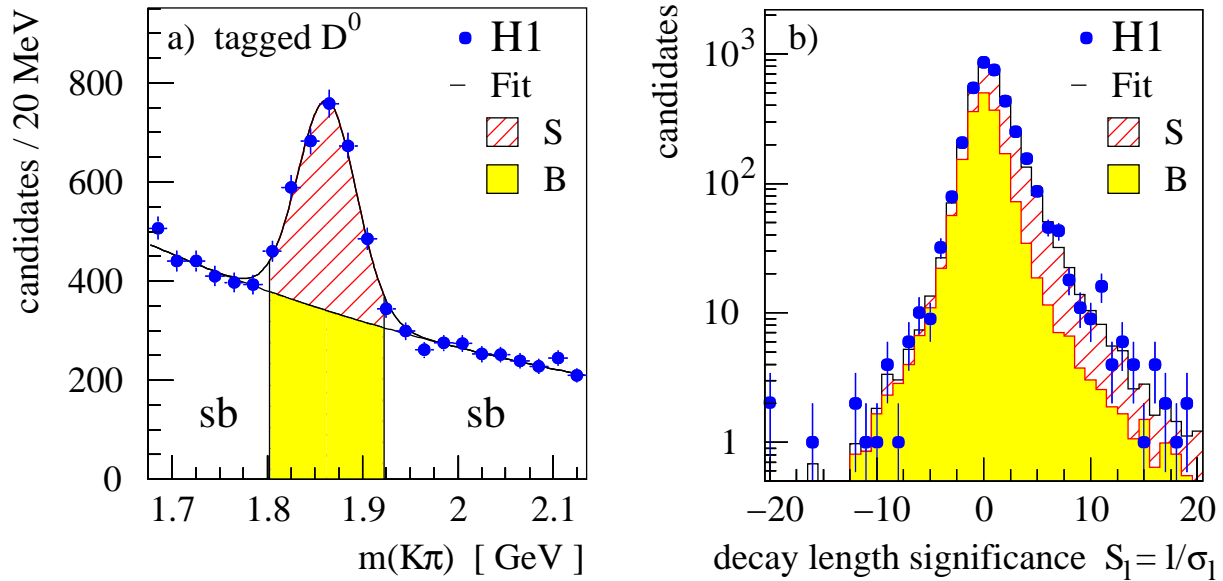 a) tagged D⁰
H1
Fit
S
B
sb
sb
candidates / 20 MeV
800
600
400
200
0
1.7 1.8 1.9 2 2.1
m(Kπ) [ GeV ]
b)
H1
Fit
S
B
candidates
10³
10²
10
1
−20 −10 0 10 20
decay length significance Sₗ = l/σₗ